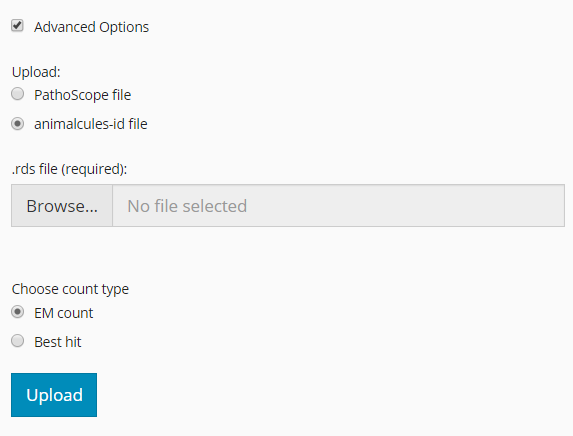 Advanced Options
Upload:
PathoScope file
animalcules-id file
.rds file (required):
Browse... No file selected
Choose count type
EM count
Best hit
Upload